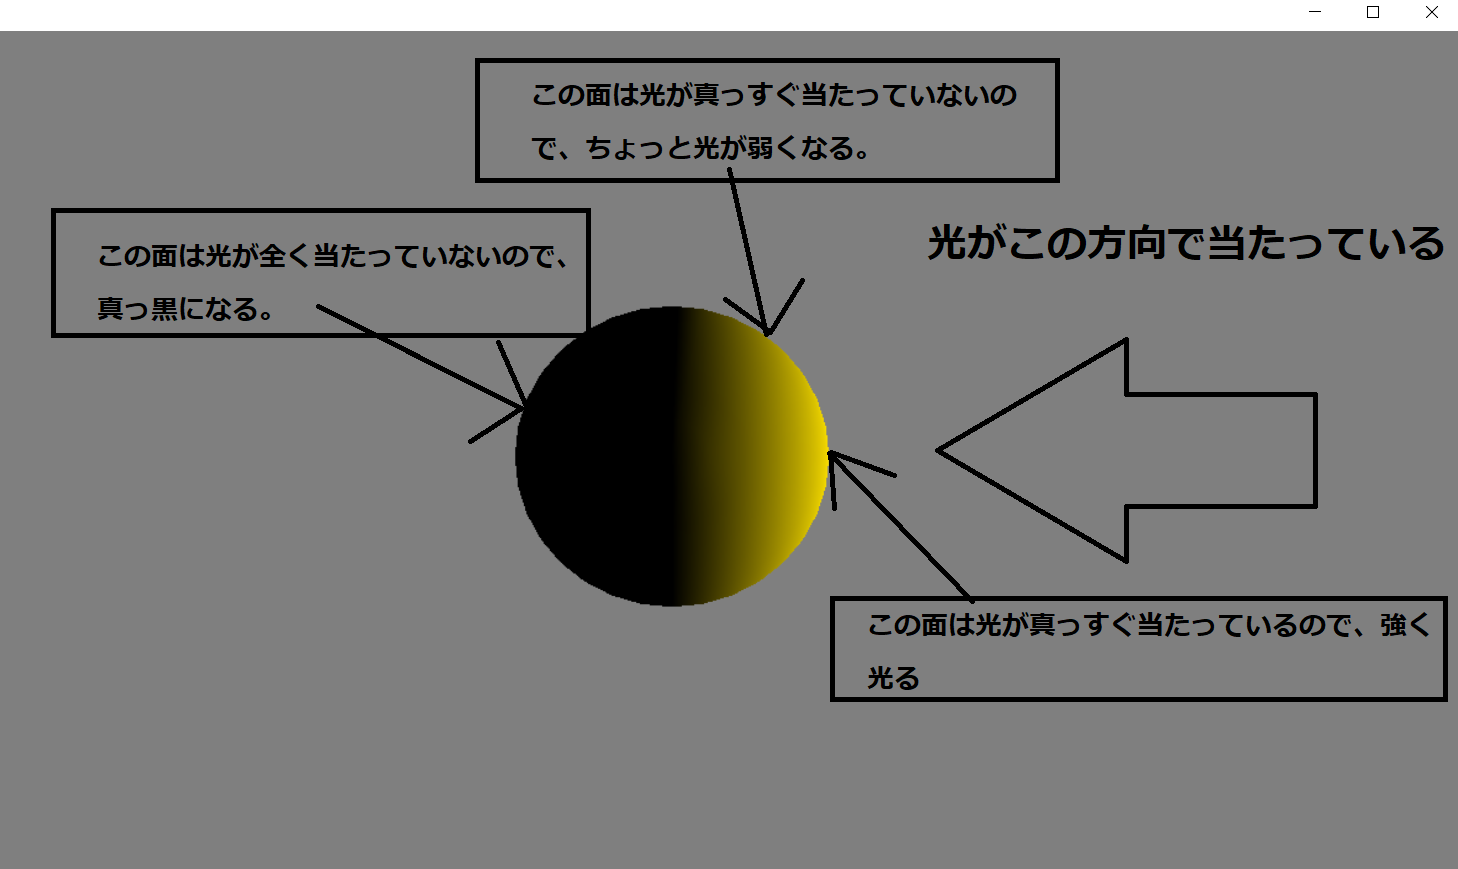 この面は光が真っすぐ当たっていないの
で、ちょっと光が弱くなる。
この面は光が全く当たっていないので、
真っ黒になる。
光がこの方向で当たっている
この面は光が真っすぐ当たっているので、強く
光る